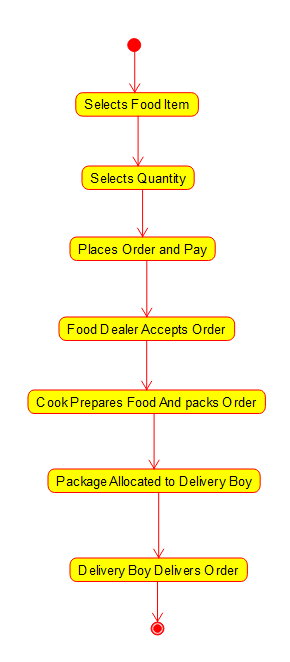 Selects Food Item
Selects Quantity
Places Order and Pay
Food Dealer Accepts Order
Cook Prepares Food And packs Order
Package Allocated to Delivery Boy
Delivery Boy Delivers Order